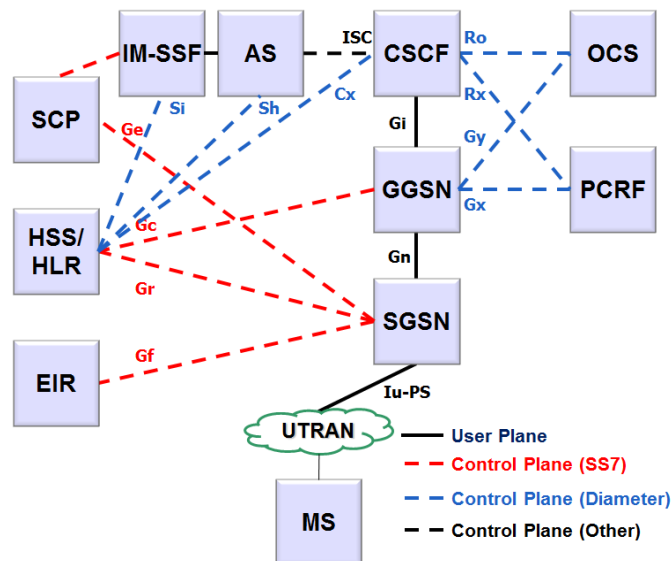 IM-SSF
AS
ISC
CSCF
Ro
OCS
SCP
Si
Sh
Cx
Rx
Ge
Gi
Gy
HSS/
HLR
Gc
GGSN
Gx
PCRF
Gr
Gn
SGSN
EIR
Gf
Iu-PS
UTRAN
User Plane
Control Plane (SS7)
MS
Control Plane (Diameter)
Control Plane (Other)